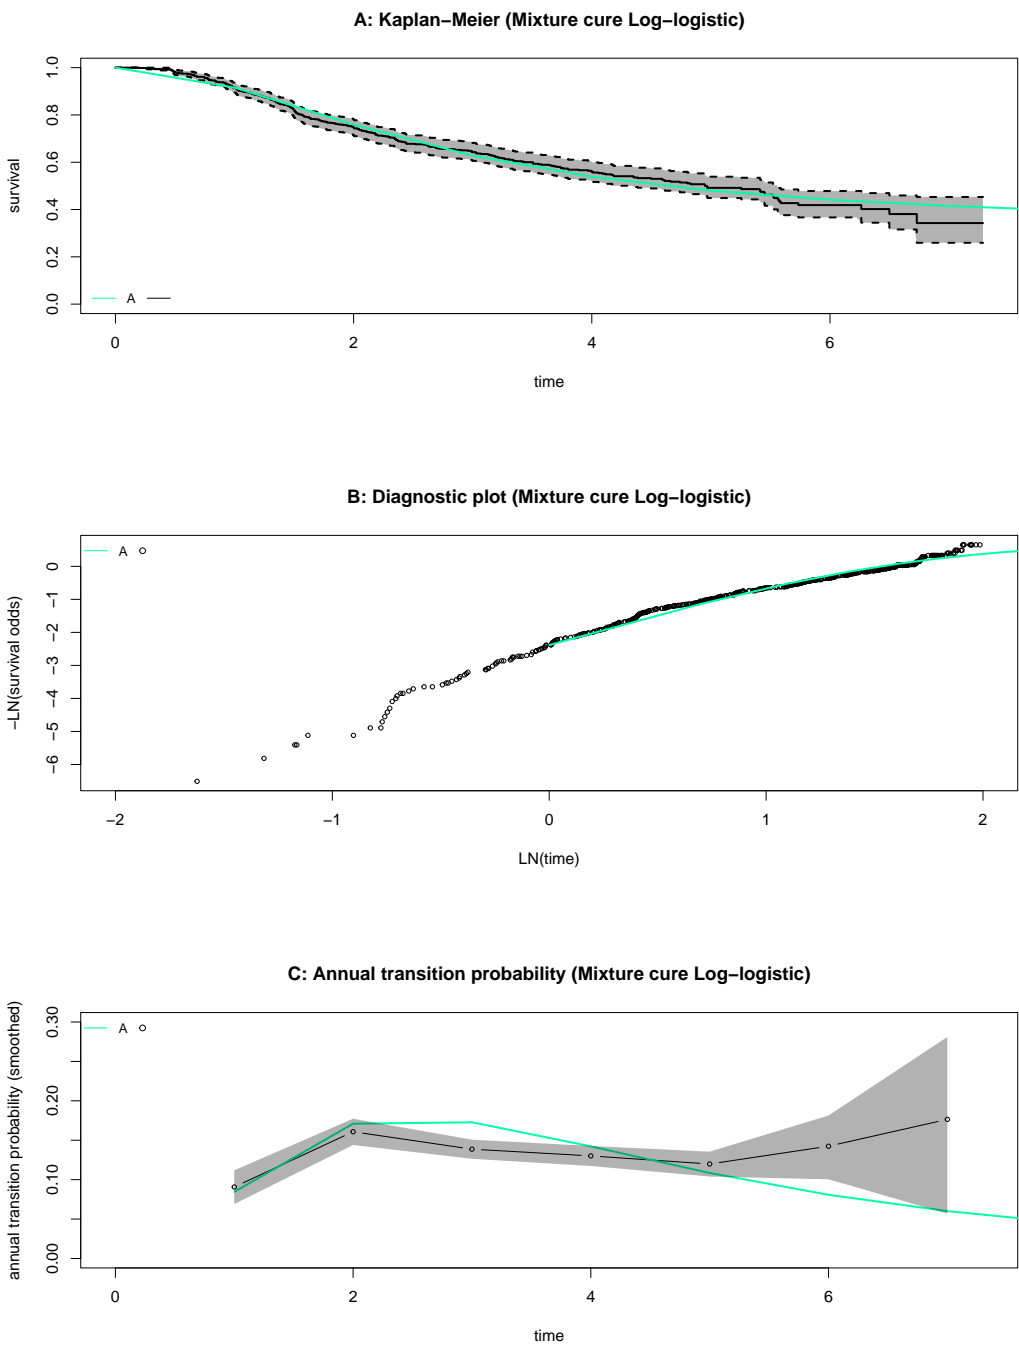 A: Kaplan−Meier (Mixture cure Log−logistic)
survival
1.0
0.8
0.6
0.4
0.2
0.0
A
0 2 4 6
time
B: Diagnostic plot (Mixture cure Log−logistic)
−LN(survival odds)
A
0
−1
−2
−3
−4
−5
−6
−2 −1 0 1 2
LN(time)
C: Annual transition probability (Mixture cure Log−logistic)
annual transition probability (smoothed)
0.30
A
0.20
0.10
0.00
0 2 4 6
time